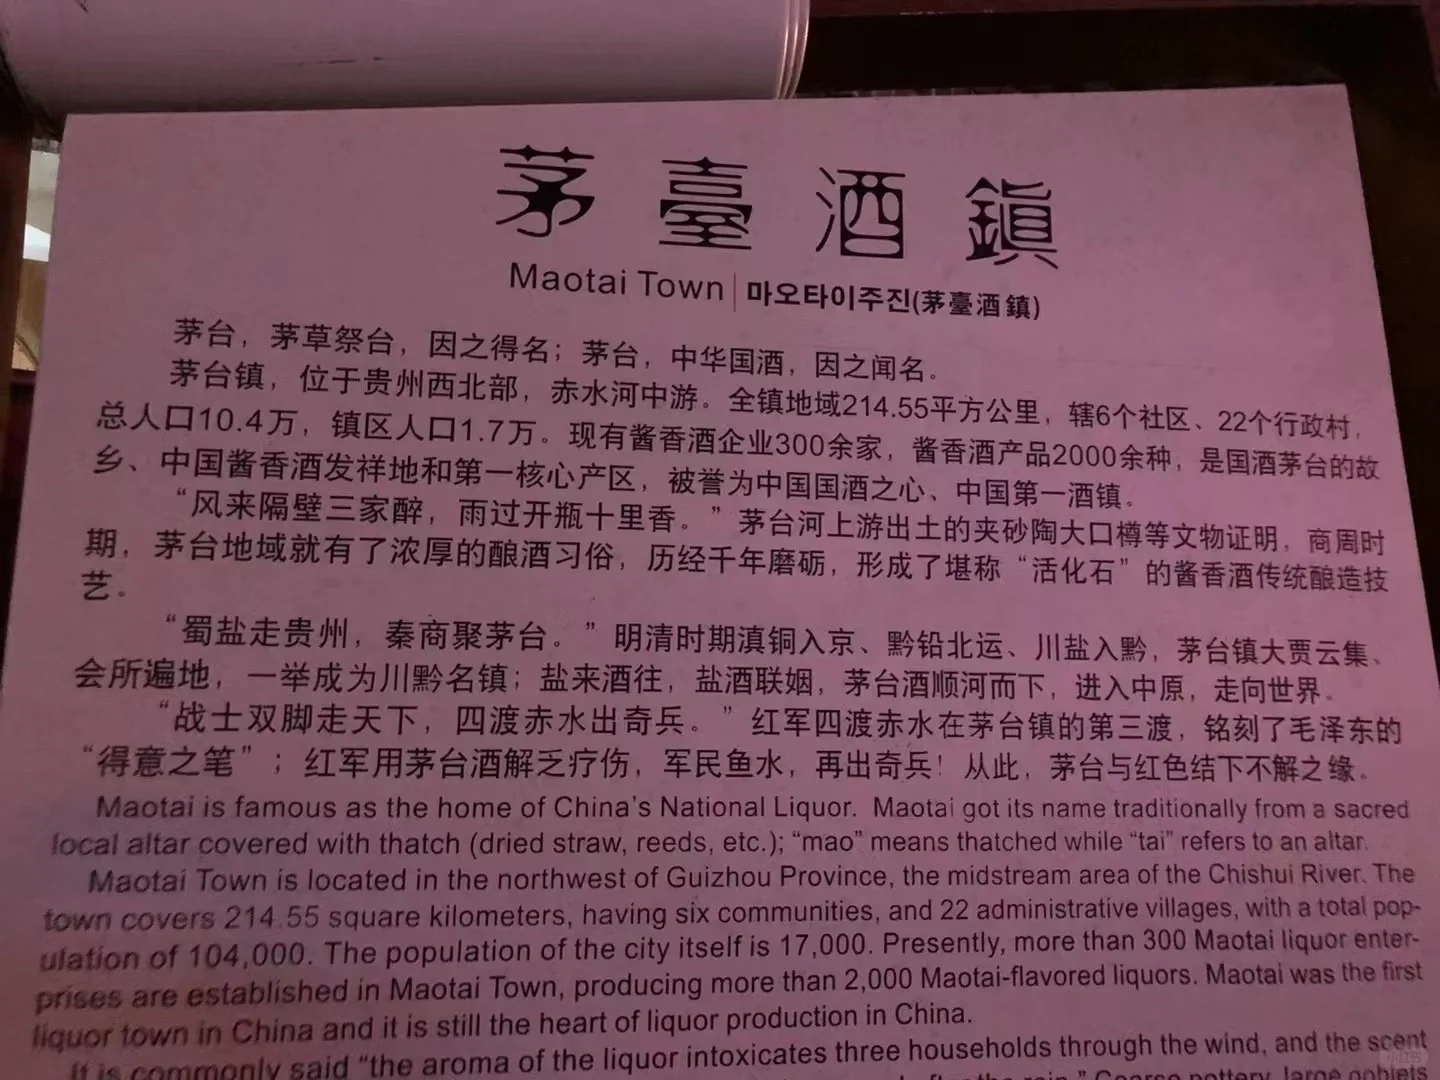 茅臺酒鎮
Maotai Town | 마오타이주진(茅臺酒鎮)
茅台，茅草祭台，因之得名；茅台，中华国酒，因之闻名。
茅台镇，位于贵州西北部，赤水河中游。全镇地域214.55平方公里，辖6个社区、22个行政村，
总人口10.4万，镇区人口1.7万。现有酱香酒企业300余家，酱香酒产品2000余种，是国酒茅台的故
乡、中国酱香酒发祥地和第一核心产区，被誉为中国国酒之心、中国第一酒镇。
“风来隔壁三家醉，雨过开瓶十里香。”茅台河上游出土的夹砂陶大口樽等文物证明，商周时
期，茅台地域就有了浓厚的酿酒习俗，历经千年磨砺，形成了堪称“活化石”的酱香酒传统酿造技
艺。
“蜀盐走贵州，秦商聚茅台。”明清时期滇铜入京、黔铅北运、川盐入黔，茅台镇大贾云集、
会所遍地，一举成为川黔名镇；盐来酒往，盐酒联姻，茅台酒顺河而下，进入中原，走向世界。
“战士双脚走天下，四渡赤水出奇兵。”红军四渡赤水在茅台镇的第三渡，铭刻了毛泽东的
“得意之笔”；红军用茅台酒解乏疗伤，军民鱼水，再出奇兵！从此，茅台与红色结下不解之缘。
Maotai is famous as the home of China's National Liquor. Maotai got its name traditionally from a sacred
local altar covered with thatch (dried straw, reeds, etc.); “mao” means thatched while “tai” refers to an altar.
Maotai Town is located in the northwest of Guizhou Province, the midstream area of the Chishui River. The
town covers 214.55 square kilometers, having six communities, and 22 administrative villages, with a total pop-
ulation of 104,000. The population of the city itself is 17,000. Presently, more than 300 Maotai liquor enter-
prises are established in Maotai Town, producing more than 2,000 Maotai-flavored liquors. Maotai was the first
liquor town in China and it is still the heart of liquor production in China.
It is commonly said “the aroma of the liquor intoxicates three households through the wind, and the scent
after the rain.” Coarse pottery, large goblets
小红书